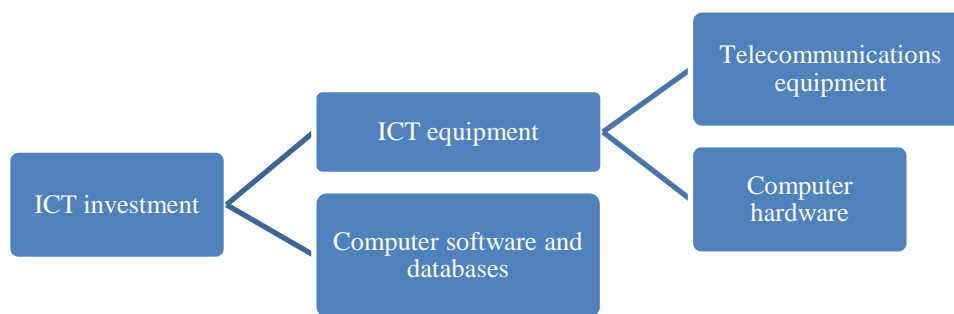 ICT investment
ICT equipment
Computer software and
databases
Telecommunications
equipment
Computer
hardware